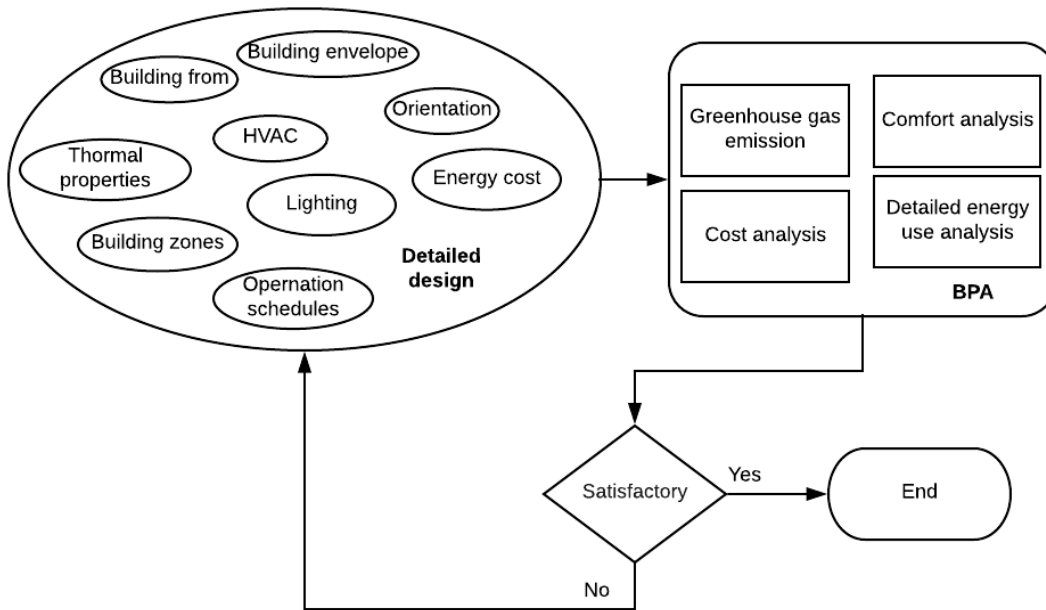 Building envelope
Building from
Orientation
HVAC
Thormal
properties
Energy cost
Lighting
Building zones
Detailed
design
Opernation
schedules
Greenhouse gas
emission
Comfort analysis
Cost analysis
Detailed energy
use analysis
BPA
Satisfactory
Yes
End
No